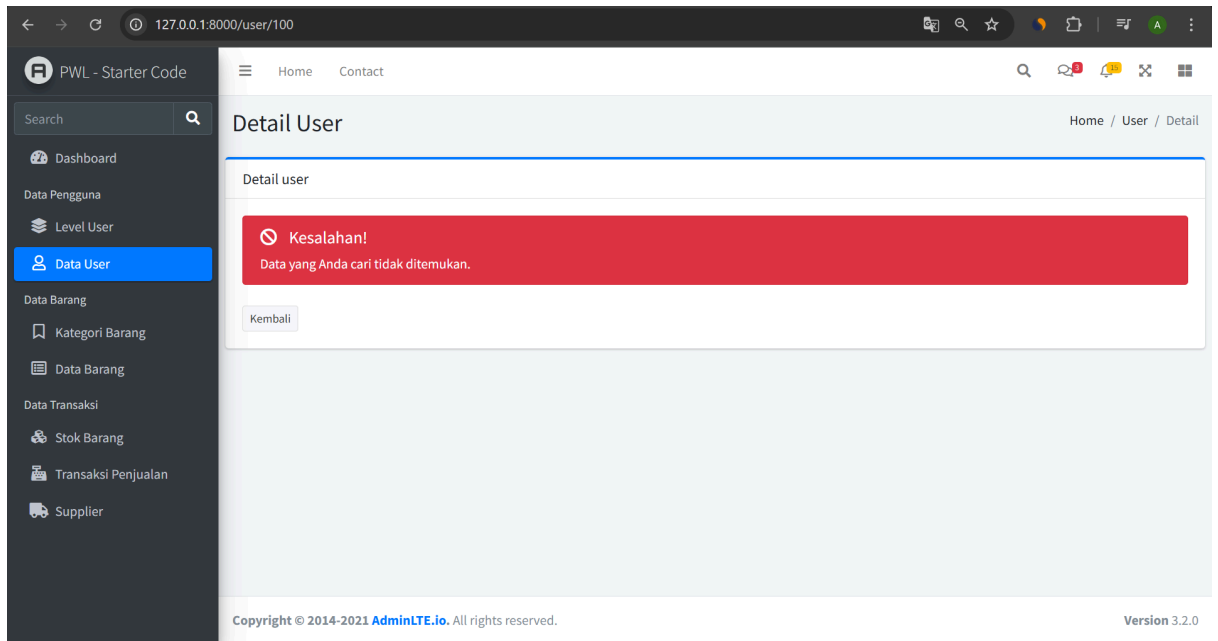 127.0.0.1:8000/user/100
A
PWL - Starter Code
Home Contact
3
15
Search
Detail User
Home / User / Detail
Dashboard
Detail user
Data Pengguna
Level User
Kesalahan!
Data User
Data yang Anda cari tidak ditemukan.
Data Barang
Kembali
Kategori Barang
Data Barang
Data Transaksi
Stok Barang
Transaksi Penjualan
Supplier
Copyright © 2014-2021 AdminLTE.io. All rights reserved.
Version 3.2.0